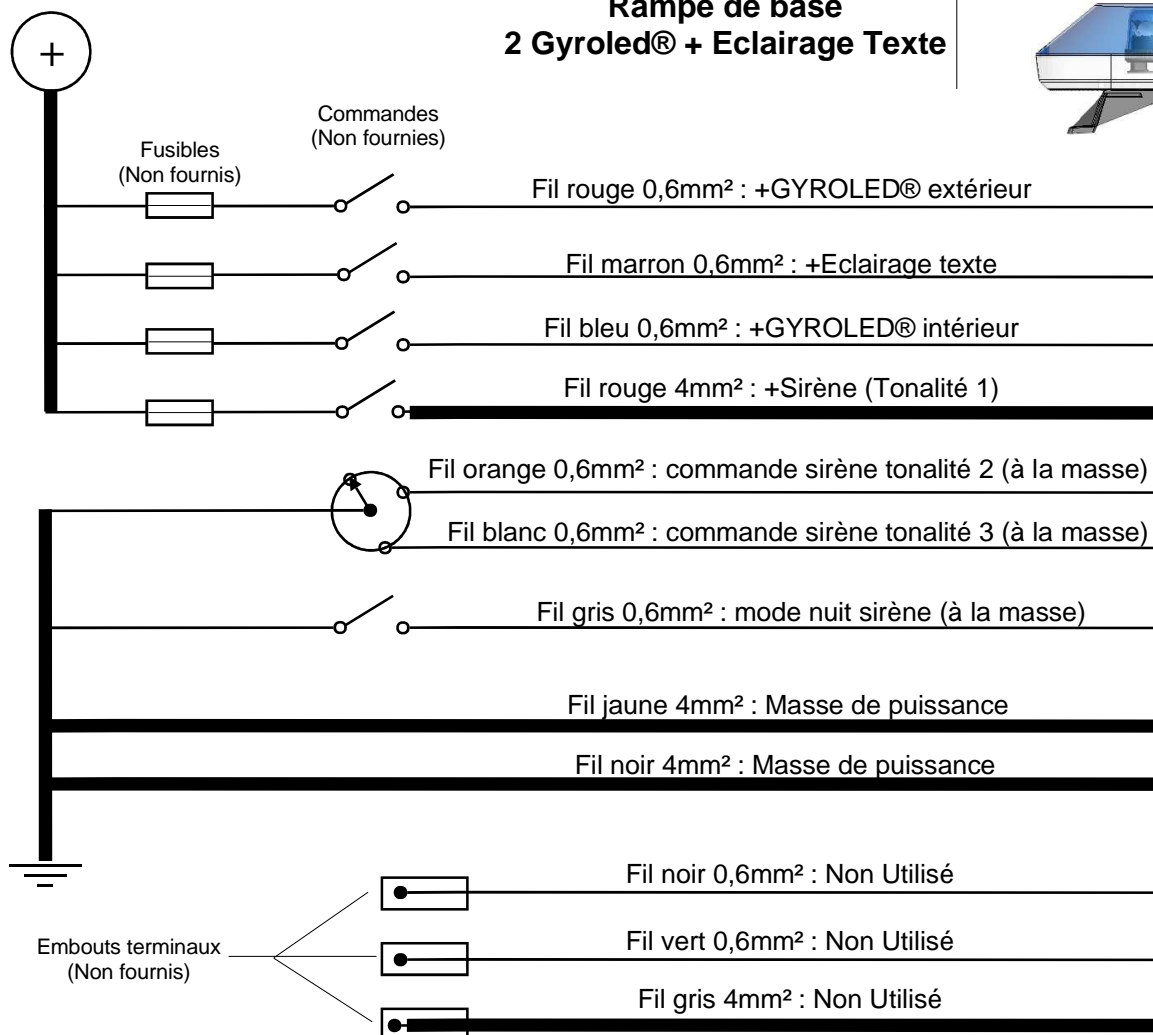 Rampe de base
2 Gyroled® + Eclairage Texte
+
Commandes
(Non fournies)
Fusibles
(Non fournis)
Fil rouge 0,6mm² : +GYROLED® extérieur
Fil marron 0,6mm² : +Eclairage texte
Fil bleu 0,6mm² : +GYROLED® intérieur
Fil rouge 4mm² : +Sirène (Tonalité 1)
Fil orange 0,6mm² : commande sirène tonalité 2 (à la masse)
Fil blanc 0,6mm² : commande sirène tonalité 3 (à la masse)
Fil gris 0,6mm² : mode nuit sirène (à la masse)
Fil jaune 4mm² : Masse de puissance
Fil noir 4mm² : Masse de puissance
Fil noir 0,6mm² : Non Utilisé
Embouts terminaux
(Non fournis)
Fil vert 0,6mm² : Non Utilisé
Fil gris 4mm² : Non Utilisé